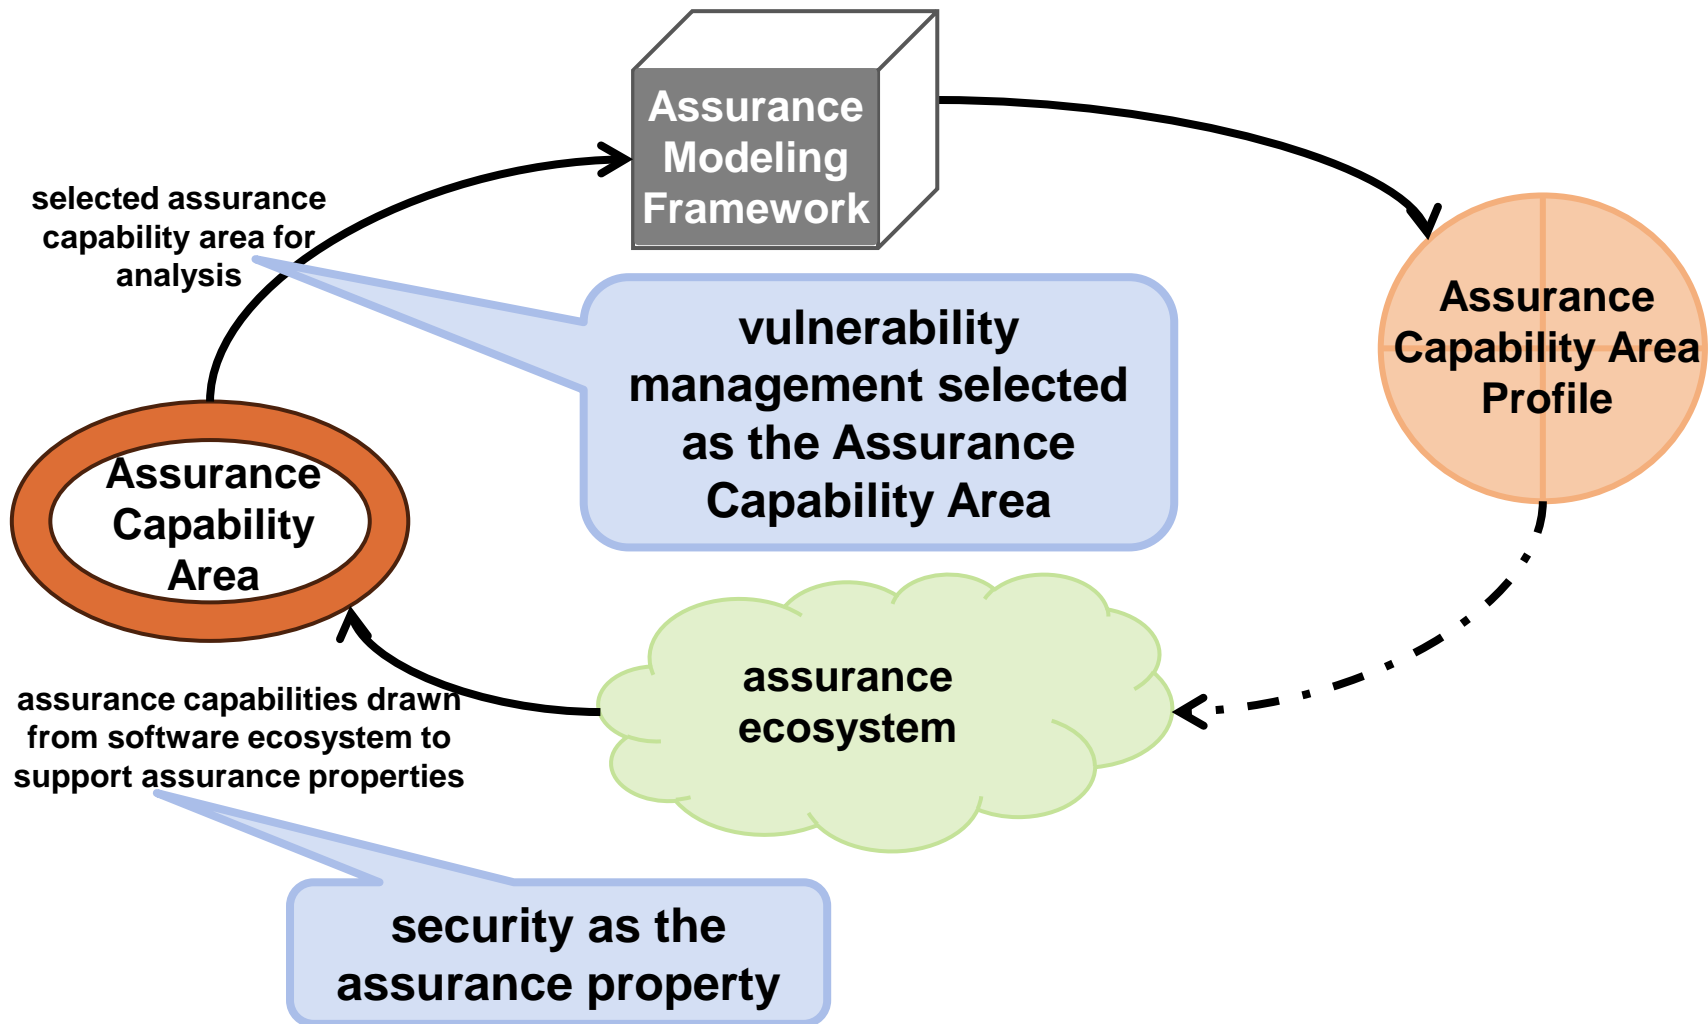 Assurance
Modeling
Framework
selected assurance
capability area for
analysis
vulnerability
management selected
as the Assurance
Capability Area
Assurance
Capability Area
Profile
Assurance
Capability
Area
assurance
ecosystem
assurance capabilities drawn
from software ecosystem to
support assurance properties
security as the
assurance property